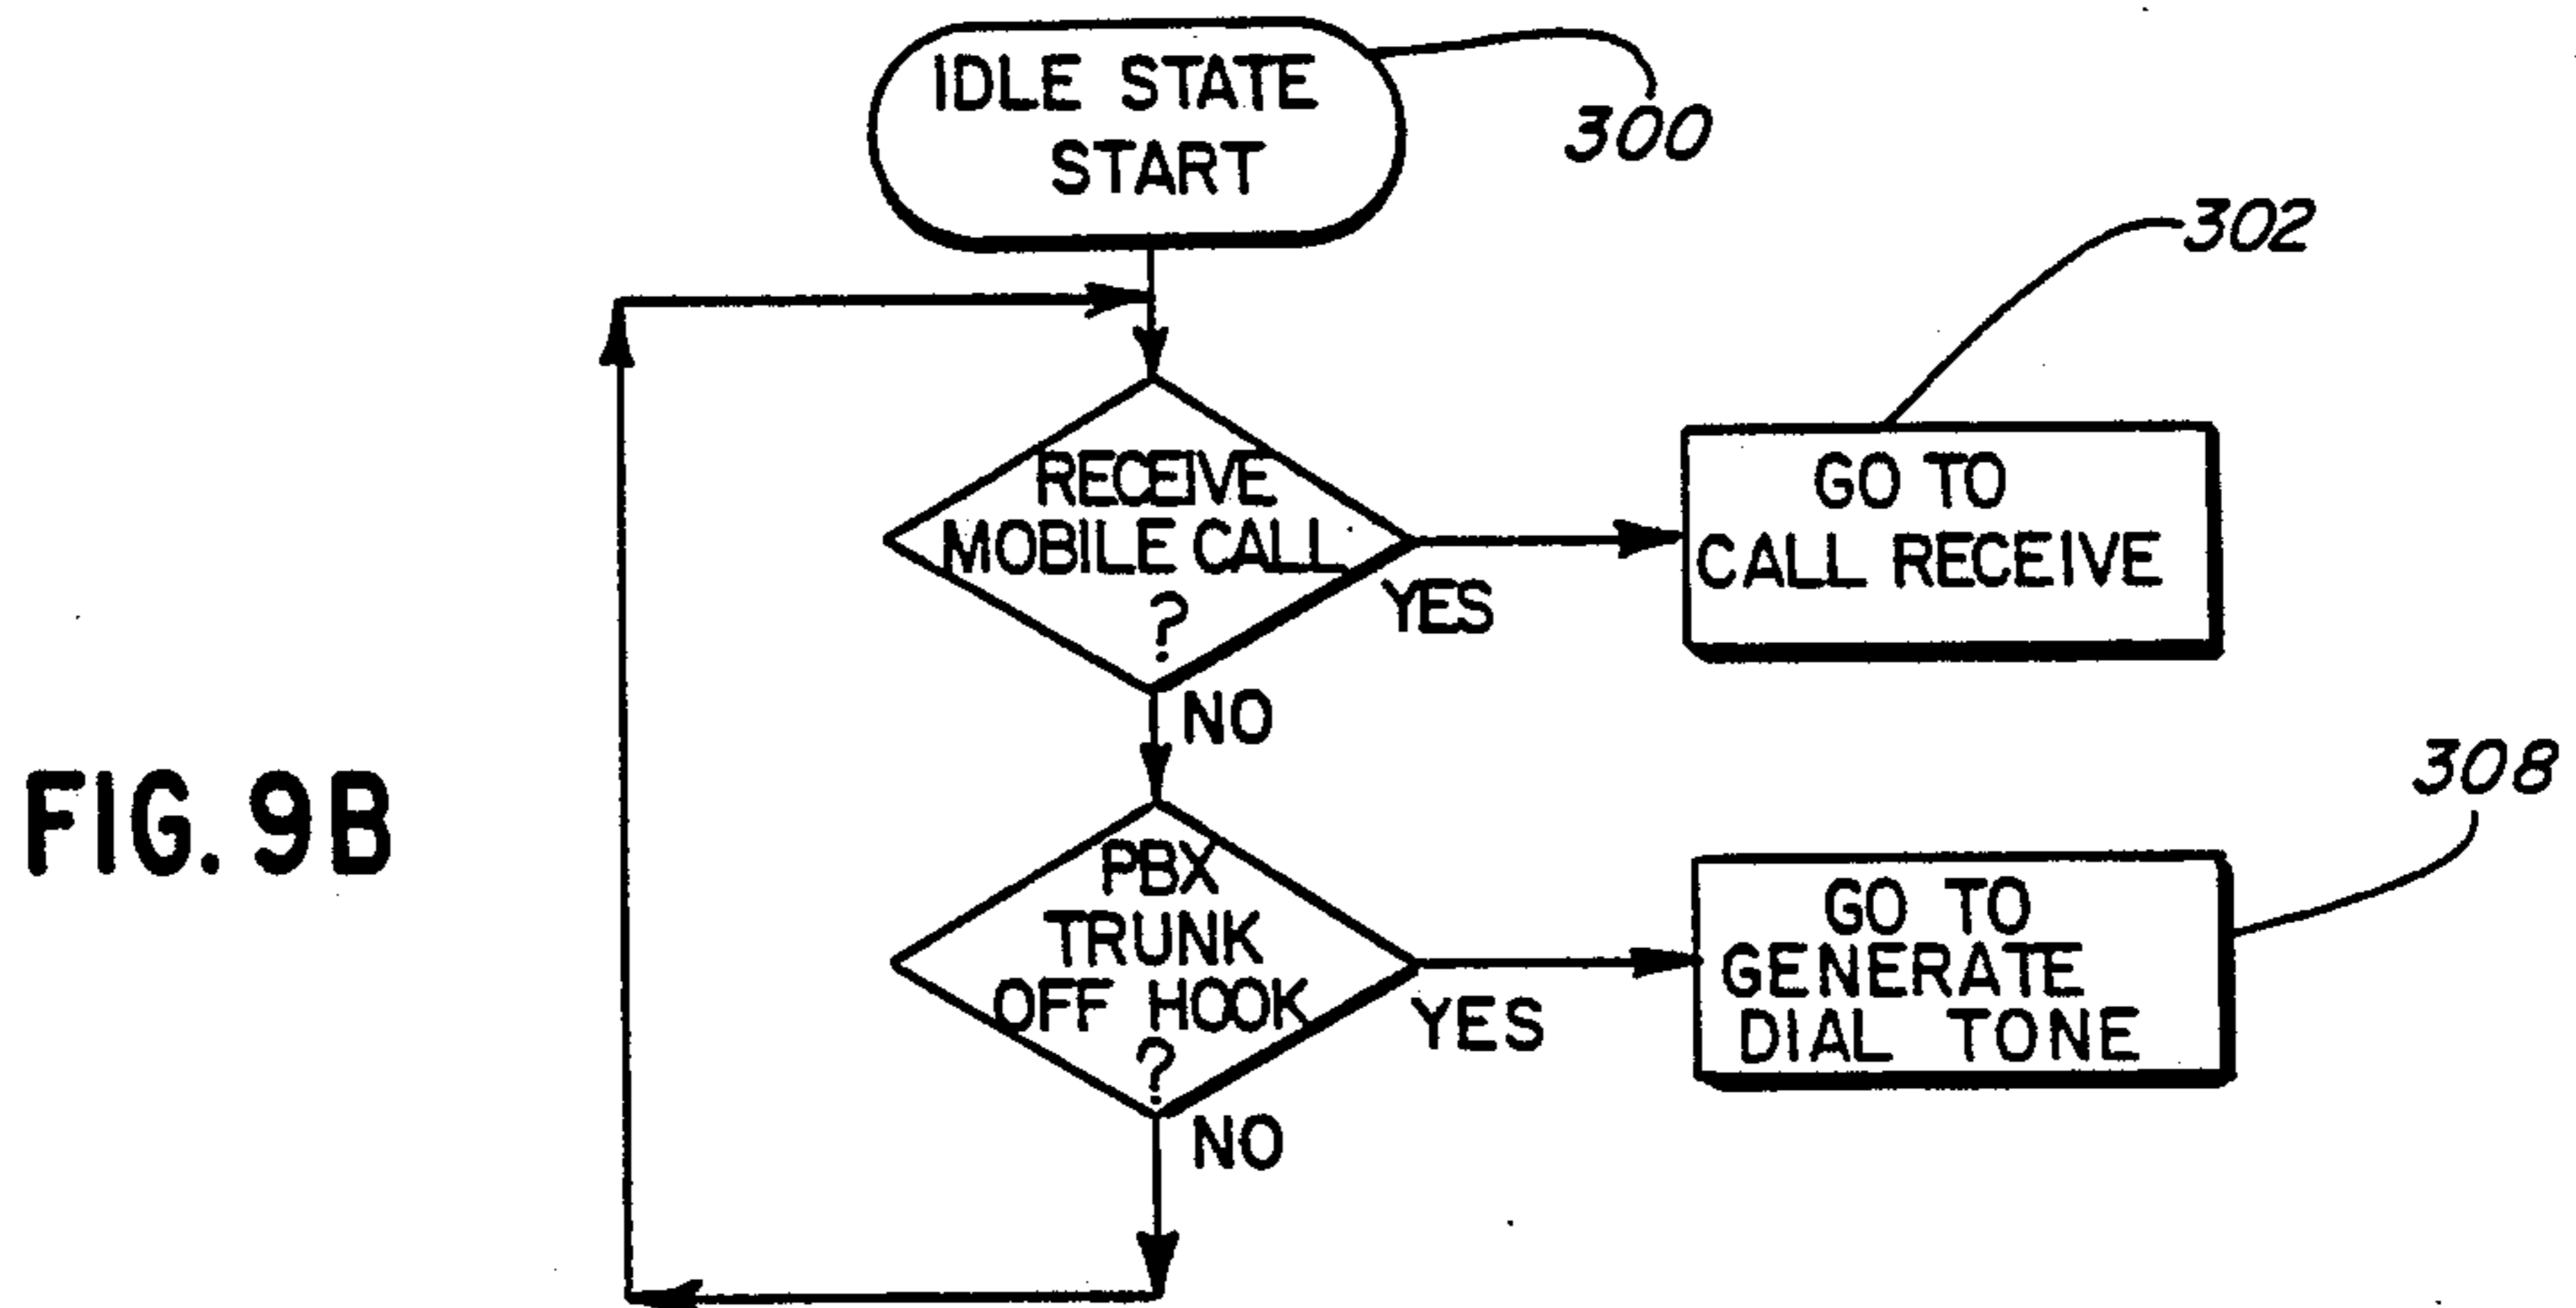 IDLE STATE
START
300
302
RECEIVE
MOBILE CALL
?
YES
GO TO
CALL RECEIVE
NO
FIG. 9B
308
PBX
TRUNK
OFF HOOK
?
YES
GO TO
GENERATE
DIAL TONE
NO